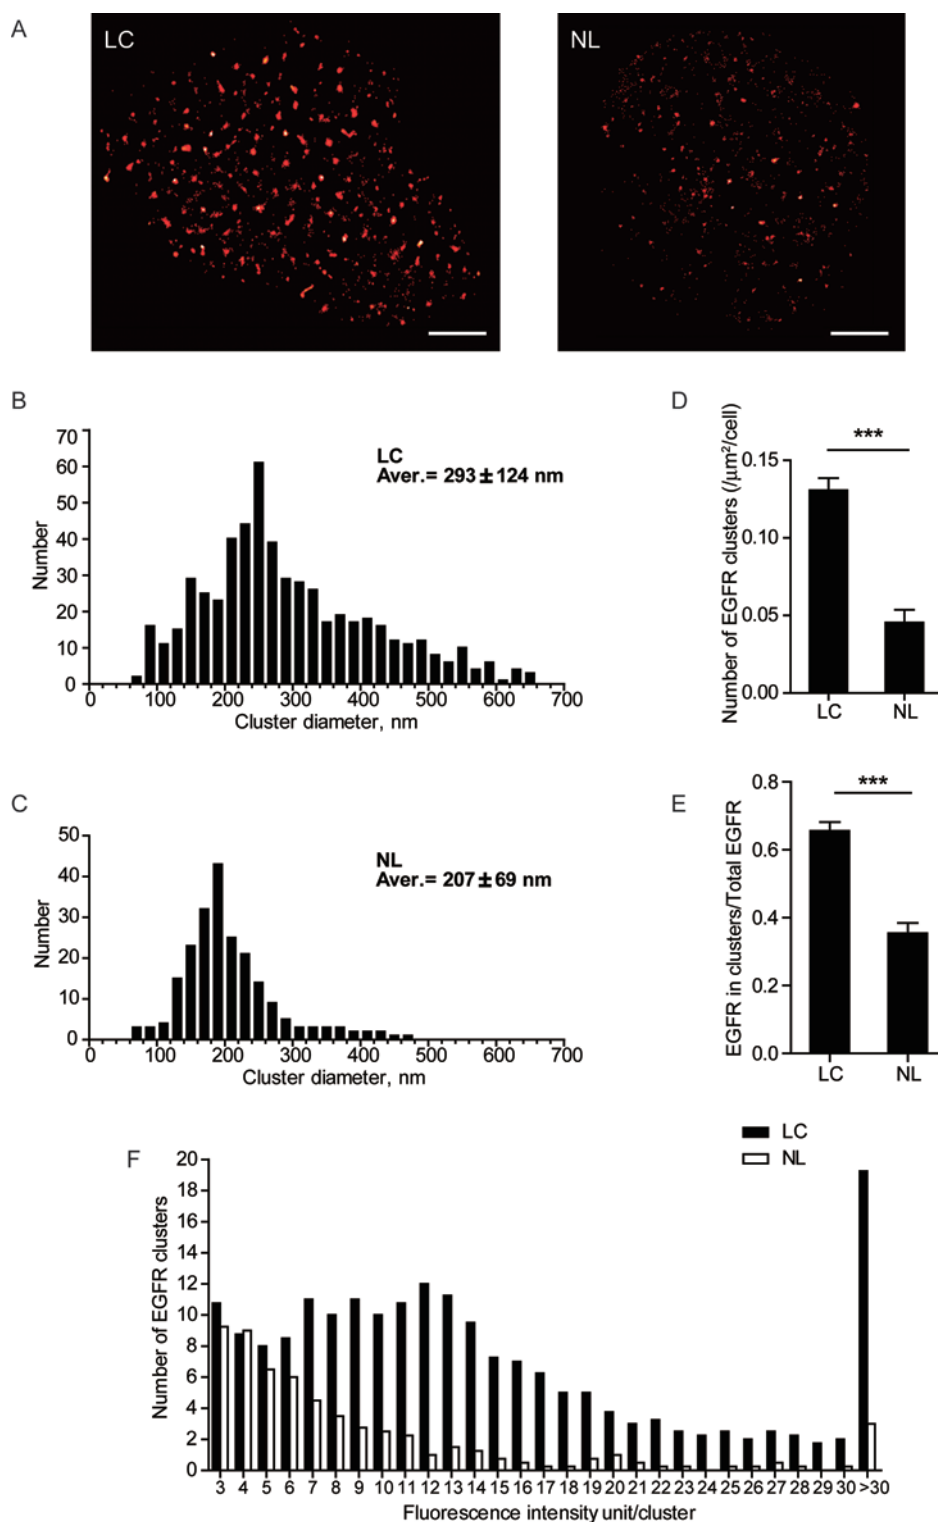 A
LC
NL
B
70
60
50
40
30
20
10
0
Number
LC
Aver.= 293±124 nm
0 100 200 300 400 500 600 700
Cluster diameter, nm
D
Number of EGFR clusters (/μm²/cell)
0.15
0.10
0.05
0.00
***
LC NL
C
50
40
30
20
10
0
Number
NL
Aver.= 207±69 nm
0 100 200 300 400 500 600 700
Cluster diameter, nm
E
EGFR in clusters/Total EGFR
0.8
0.6
0.4
0.2
0.0
***
LC NL
F
LC
NL
20
18
16
14
12
10
8
6
4
2
0
Number of EGFR clusters
3 4 5 6 7 8 9 10 11 12 13 14 15 16 17 18 19 20 21 22 23 24 25 26 27 28 29 30 >30
Fluorescence intensity unit/cluster